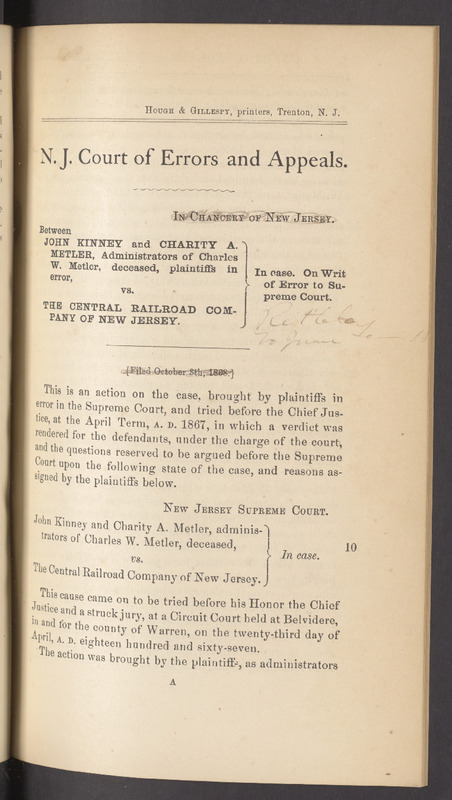 HOUGH & GILLESPY, printers, Trenton, N. J.
N. J. Court of Errors and Appeals.
IN CHANCERY OF NEW JERSEY.
Between
JOHN KINNEY and CHARITY A.
METLER, Administrators of Charles
W. Metler, deceased, plaintiffs in
error,
vs.
THE CENTRAL RAILROAD COM-
PANY OF NEW JERSEY.
In case. On Writ
of Error to Su-
preme Court.
(Filed October 8th, 1868.)
This is an action on the case, brought by plaintiffs in
error in the Supreme Court, and tried before the Chief Jus-
tice, at the April Term, A. D. 1867, in which a verdict was
rendered for the defendants, under the charge of the court,
and the questions reserved to be argued before the Supreme
Court upon the following state of the case, and reasons as-
signed by the plaintiffs below.
NEW JERSEY SUPREME COURT.
John Kinney and Charity A. Metler, adminis-
trators of Charles W. Metler, deceased,
vs.
The Central Railroad Company of New Jersey.
In case.
10
This cause came on to be tried before his Honor the Chief
Justice and a struck jury, at a Circuit Court held at Belvidere,
in and for the county of Warren, on the twenty-third day of
April, A. D. eighteen hundred and sixty-seven.
The action was brought by the plaintiffs, as administrators
A